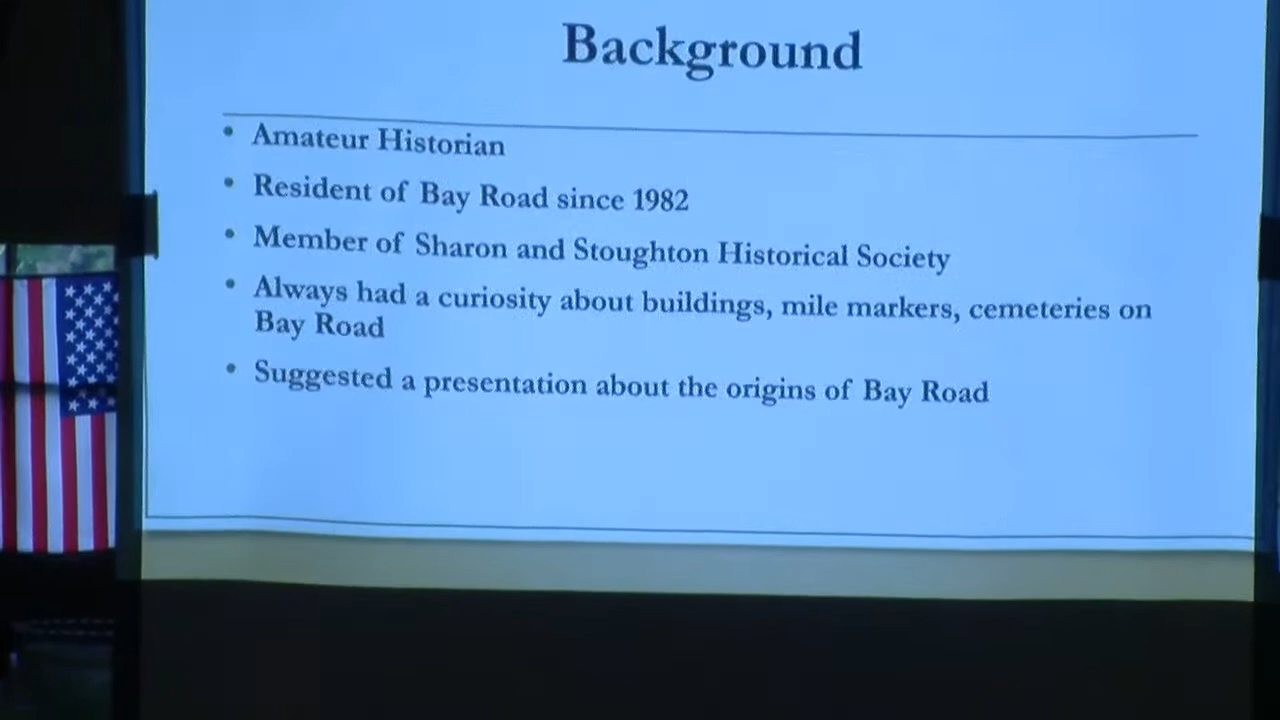 Background
• Amateur Historian
• Resident of Bay Road since 1982
• Member of Sharon and Stoughton Historical Society
• Always had a curiosity about buildings, mile markers, cemeteries on
Bay Road
• Suggested a presentation about the origins of Bay Road